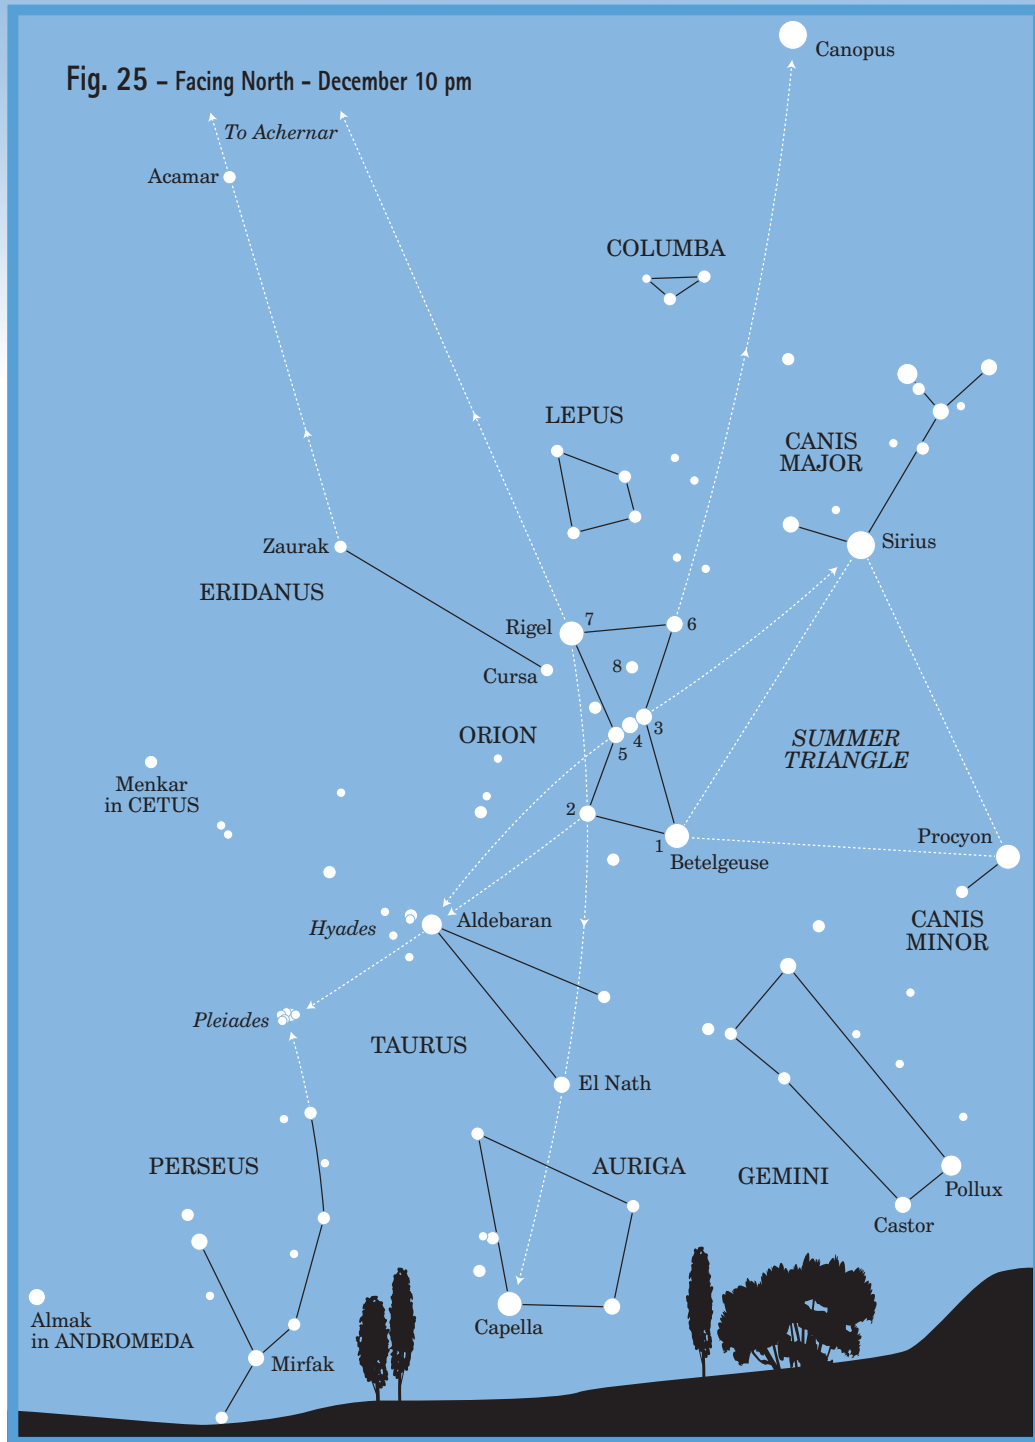 Canopus
Fig. 25 – Facing North - December 10 pm
To Achernar
Acamar
COLUMBA
LEPUS
CANIS
MAJOR
Sirius
Zaurak
ERIDANUS
Rigel
7
6
8
Cursa
3
4
5
ORION
SUMMER
TRIANGLE
Menkar
in CETUS
2
1
Betelgeuse
Procyon
CANIS
MINOR
Hyades
Aldebaran
Pleiades
TAURUS
El Nath
PERSEUS
AURIGA
GEMINI
Pollux
Castor
Almak
in ANDROMEDA
Capella
Mirfak